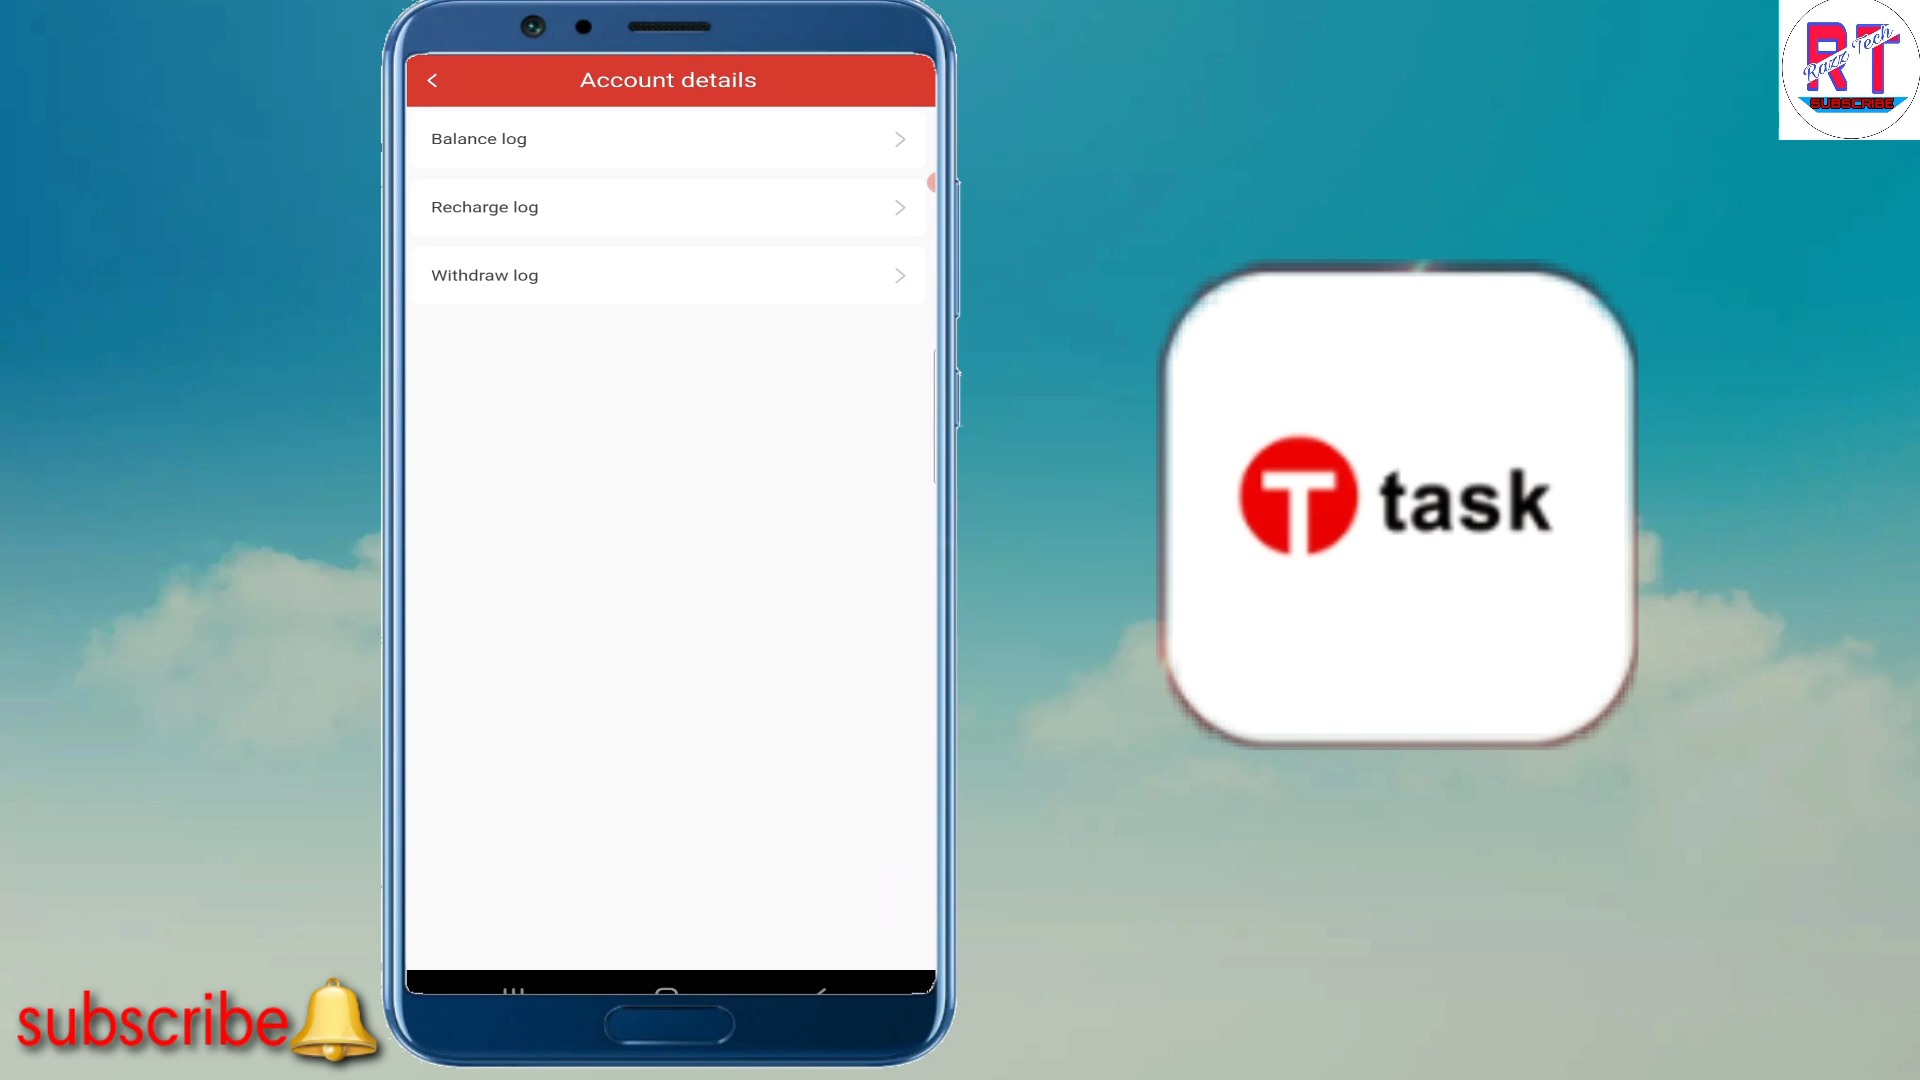 Account details
Balance log
Recharge log
Withdraw log
T task
RT
Razz Tech
SUBSCRIBE
subscribe